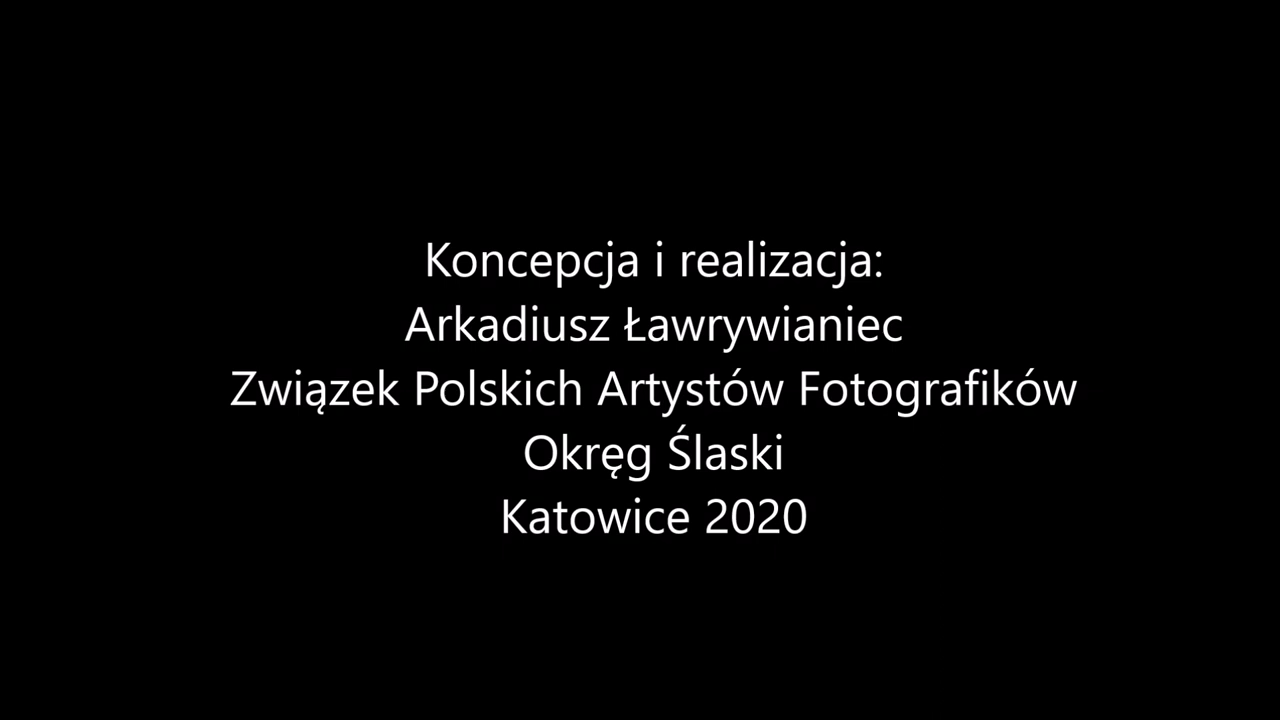 Koncepcja i realizacja:
Arkadiusz Ławrywianiec
Związek Polskich Artystów Fotografików
Okręg Ślaski
Katowice 2020